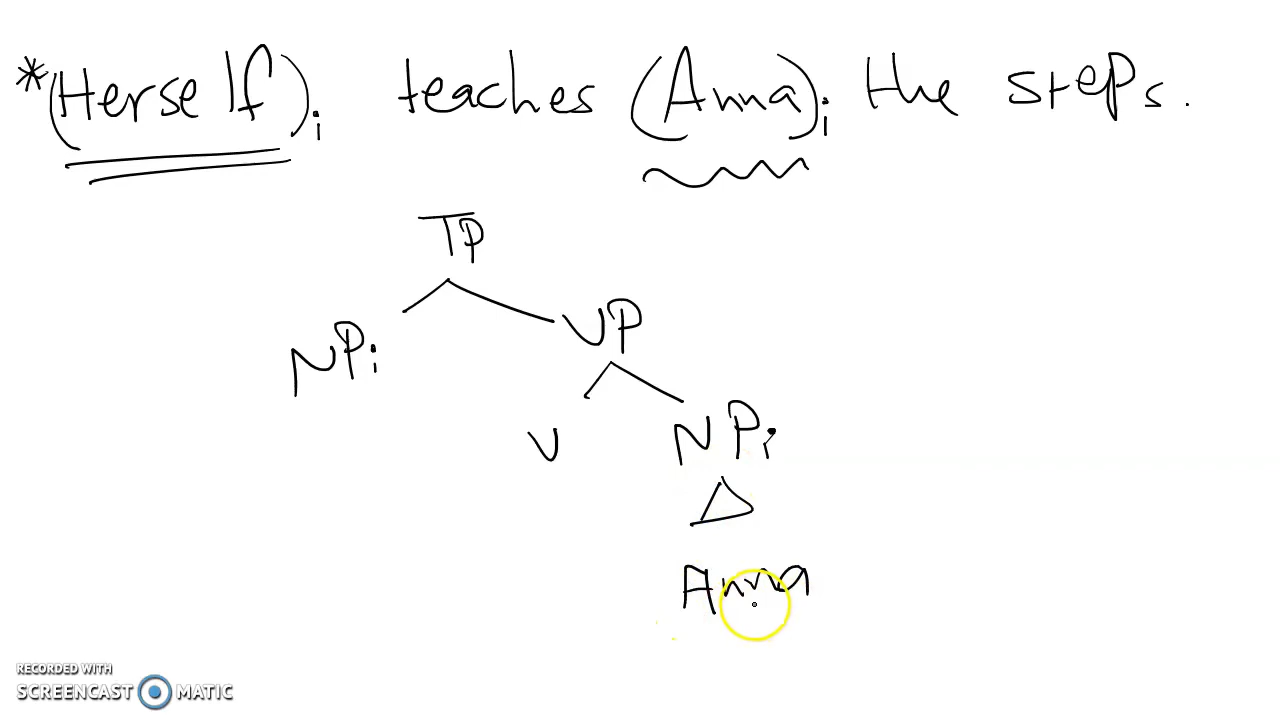 *(Herself)i teaches (Anna)i the steps.
TP
NPi VP
V NPi
Anna
RECORDED WITH
SCREENCAST MATIC